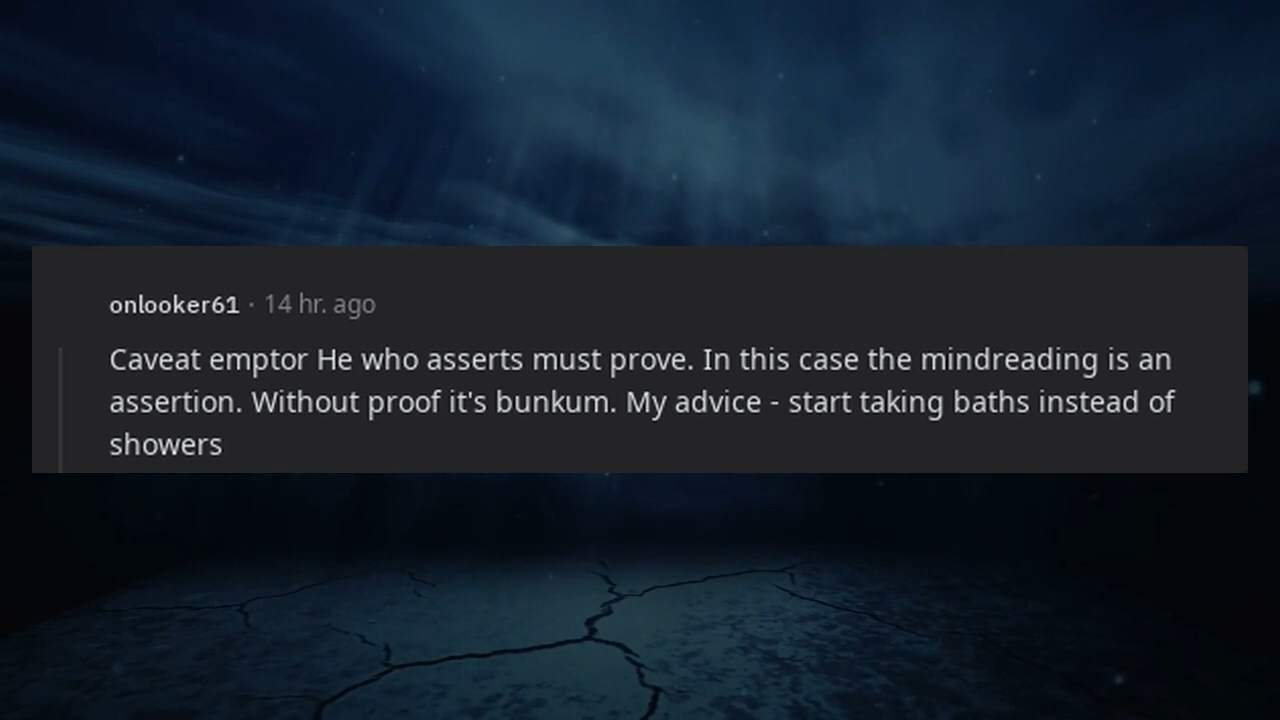 onlooker61 · 14 hr. ago
Caveat emptor He who asserts must prove. In this case the mindreading is an
assertion. Without proof it's bunkum. My advice - start taking baths instead of
showers